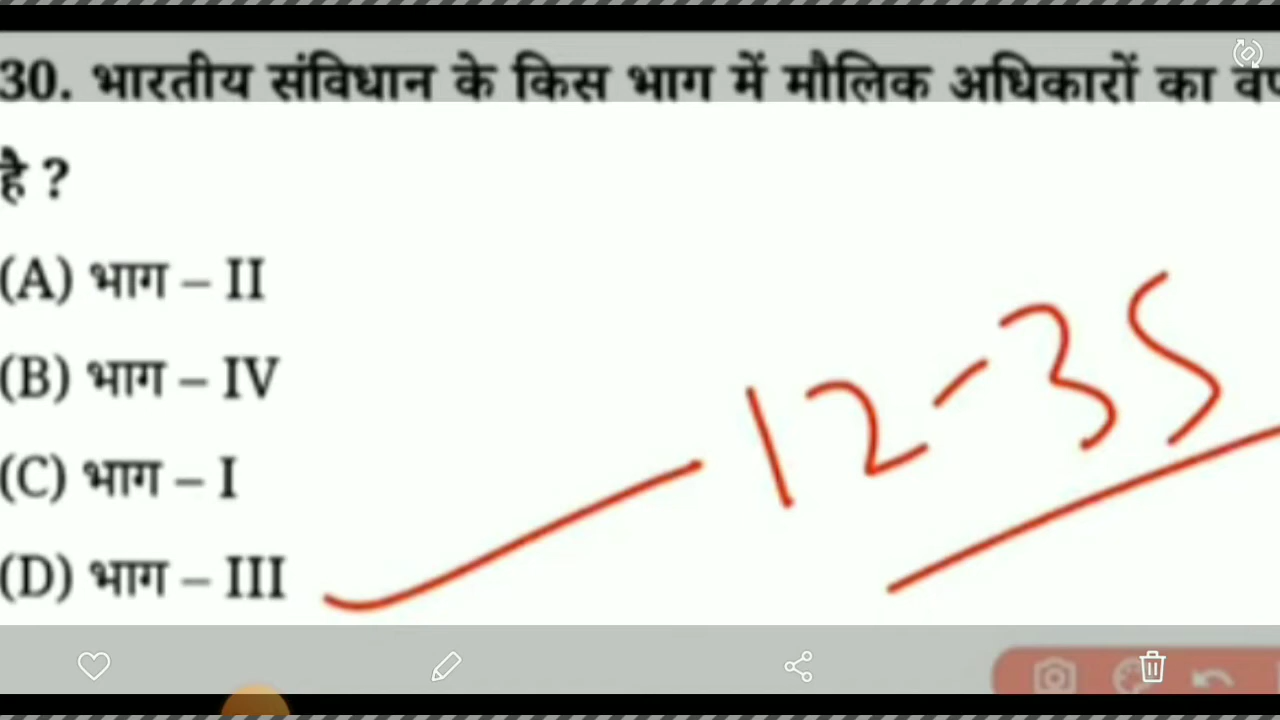 30. भारतीय संविधान के किस भाग में मौलिक अधिकारों का
है ?
(A) भाग – II
(B) भाग – IV
(C) भाग – I
(D) भाग – III
12-35